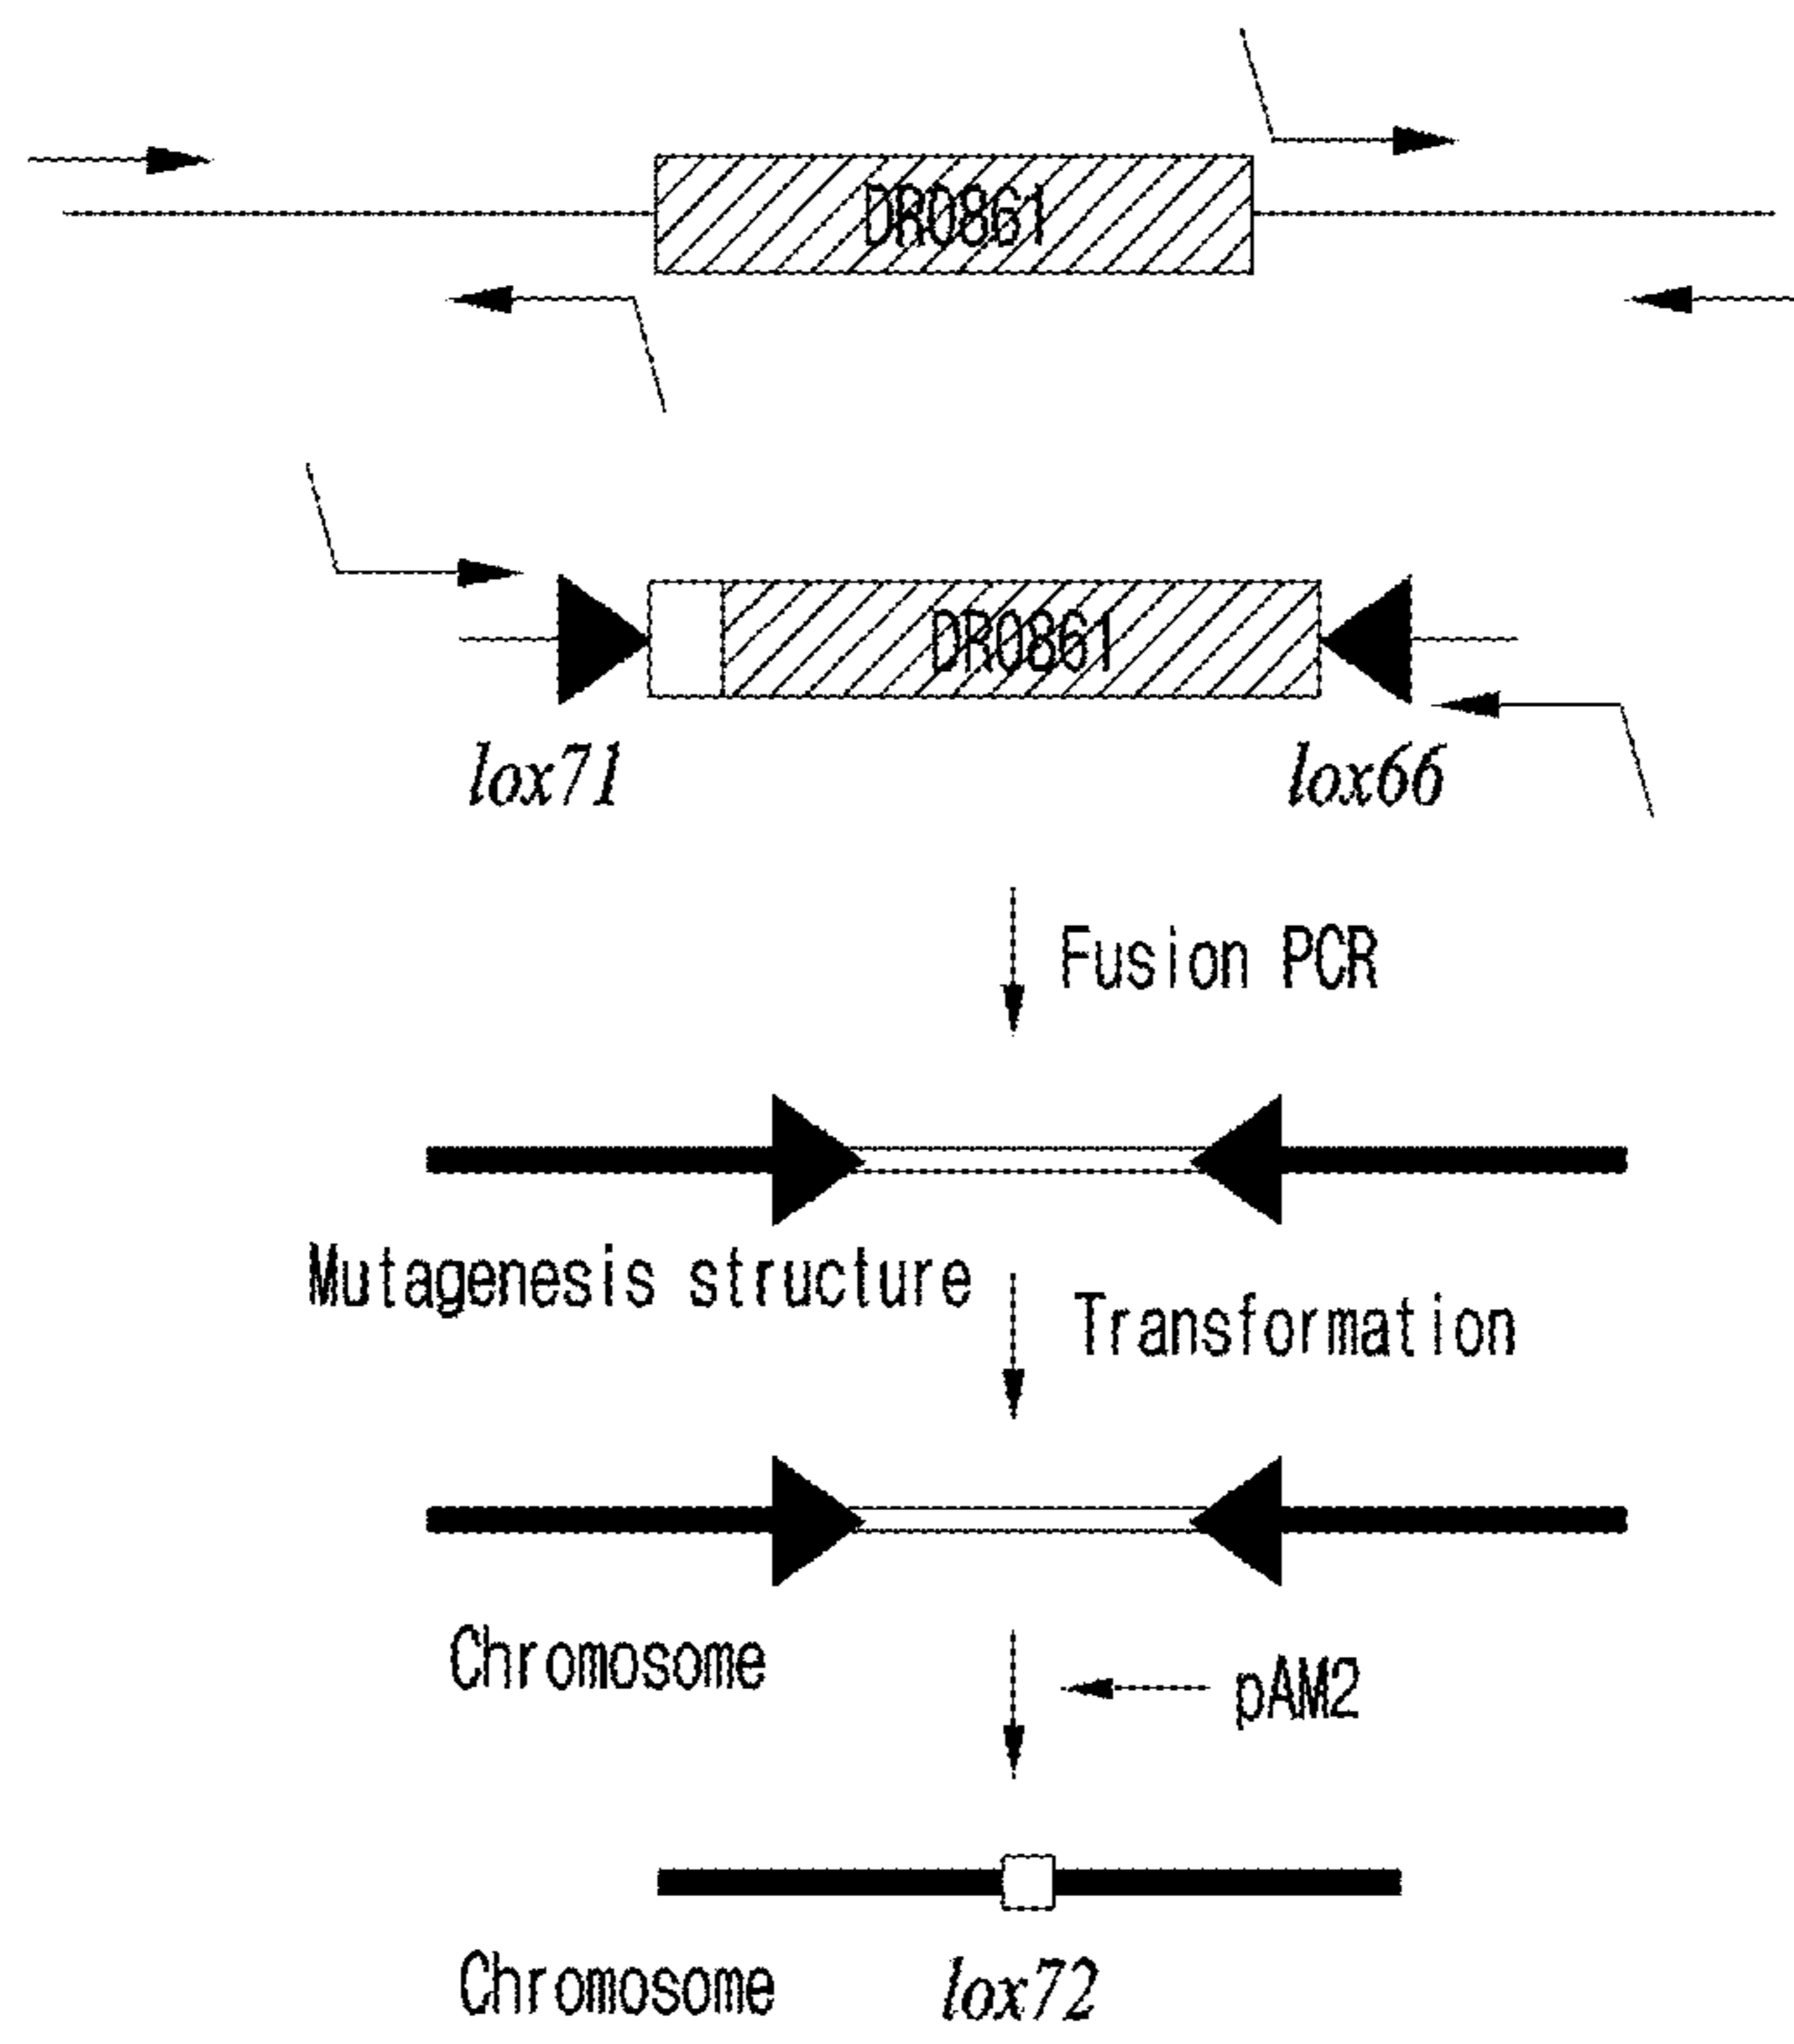 DR0861
DR0861
lox71
lox66
Fusion PCR
Mutagenesis structure
Transformation
Chromosome
pAM2
Chromosome
lox72